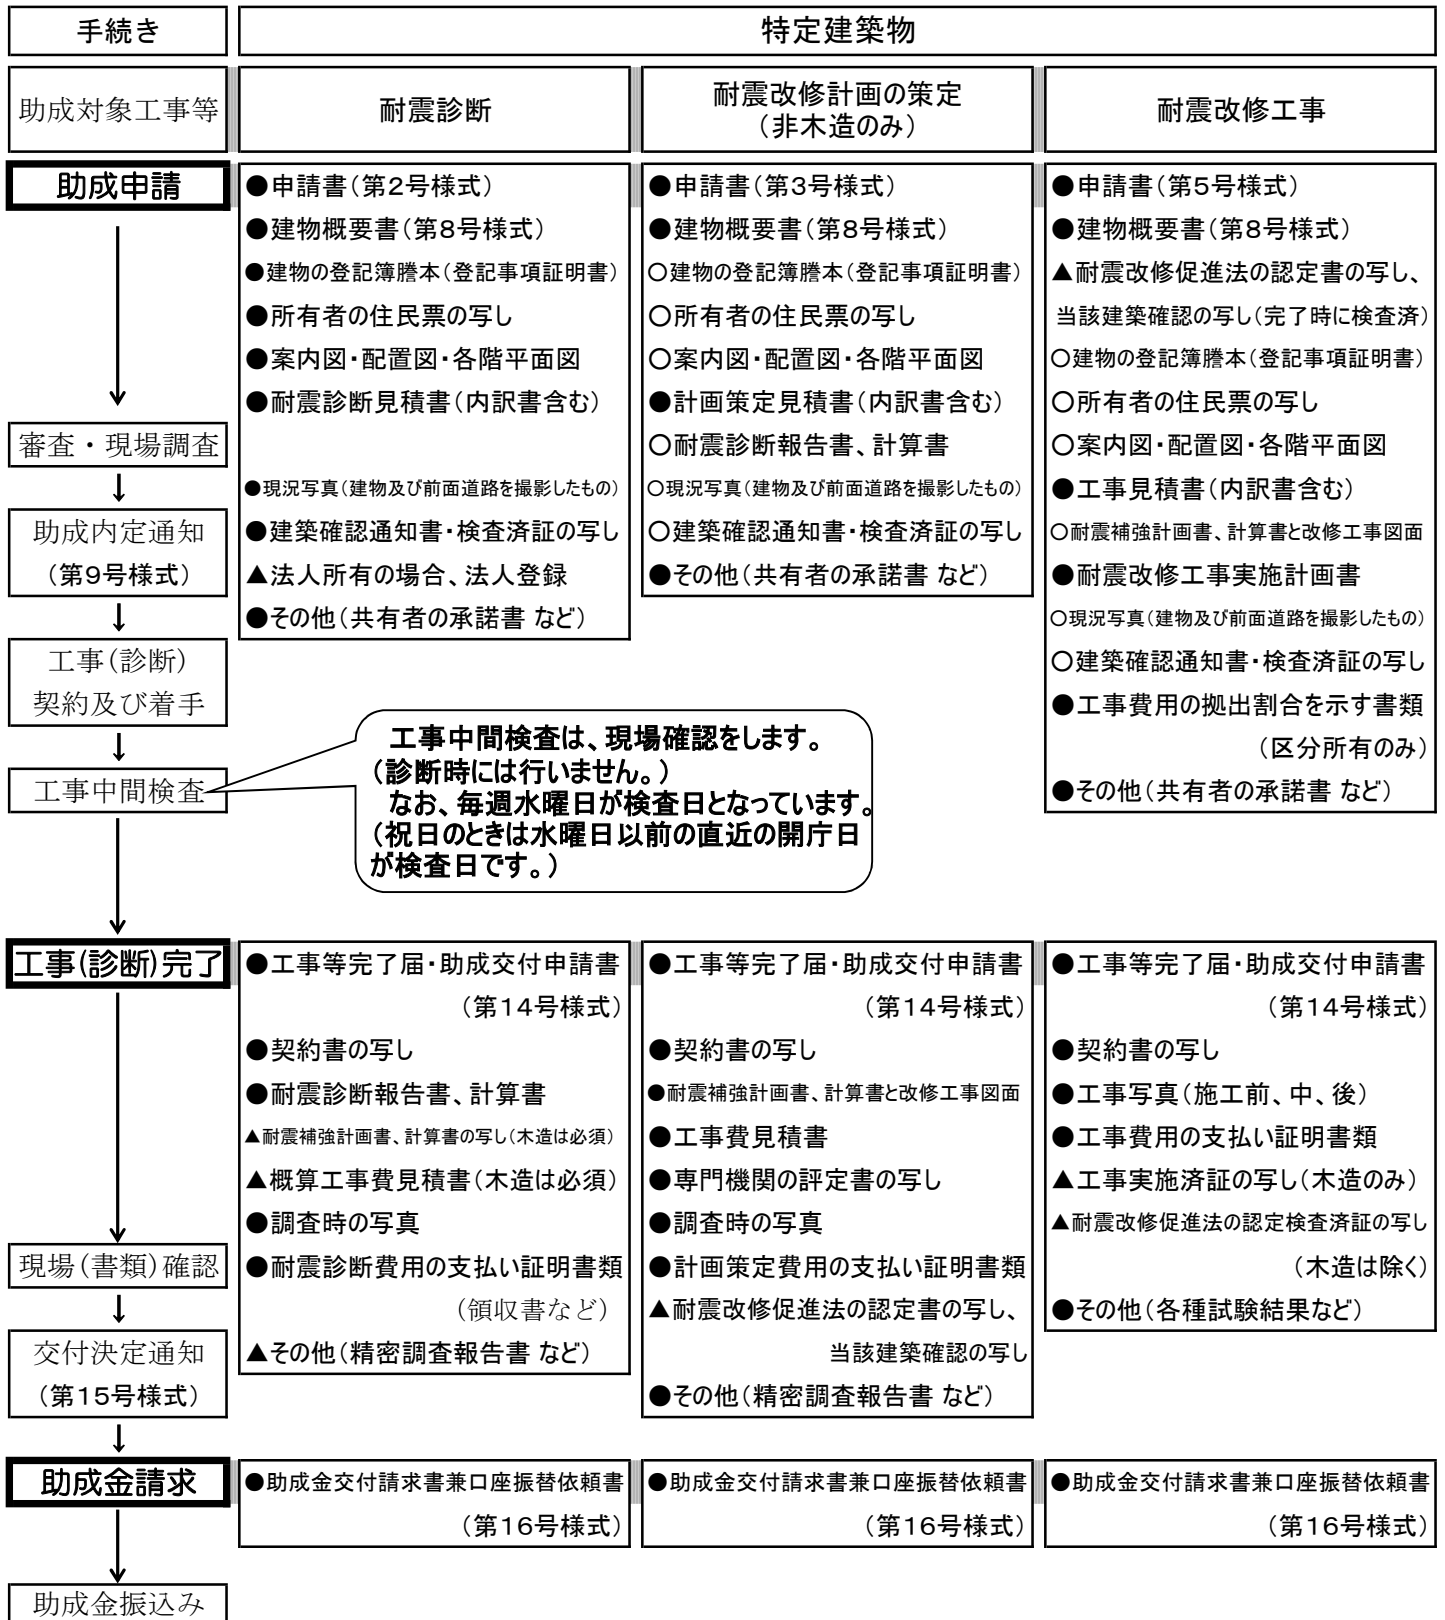 手続き
特定建築物
助成対象工事等
耐震診断
耐震改修計画の策定
（非木造のみ）
耐震改修工事
助成申請
審査・現場調査
助成内定通知
（第９号様式）
工事（診断）
契約及び着手
工事中間検査
●申請書（第２号様式）
●建物概要書（第８号様式）
●建物の登記簿謄本（登記事項証明書）
●所有者の住民票の写し
●案内図・配置図・各階平面図
●耐震診断見積書（内訳書含む）
●現況写真（建物及び前面道路を撮影したもの）
●建築確認通知書・検査済証の写し
▲法人所有の場合、法人登録
●その他（共有者の承諾書 など）
●申請書（第３号様式）
●建物概要書（第８号様式）
○建物の登記簿謄本（登記事項証明書）
○所有者の住民票の写し
○案内図・配置図・各階平面図
●計画策定見積書（内訳書含む）
○耐震診断報告書、計算書
○現況写真（建物及び前面道路を撮影したもの）
○建築確認通知書・検査済証の写し
●その他（共有者の承諾書 など）
●申請書（第５号様式）
●建物概要書（第８号様式）
▲耐震改修促進法の認定書の写し、
当該建築確認の写し（完了時に検査済）
○建物の登記簿謄本（登記事項証明書）
○所有者の住民票の写し
○案内図・配置図・各階平面図
●工事見積書（内訳書含む）
○耐震補強計画書、計算書と改修工事図面
●耐震改修工事実施計画書
○現況写真（建物及び前面道路を撮影したもの）
○建築確認通知書・検査済証の写し
●工事費用の拠出割合を示す書類
（区分所有のみ）
●その他（共有者の承諾書 など）
工事中間検査は、現場確認をします。
（診断時には行いません。）
なお、毎週水曜日が検査日となっています。
（祝日のときは水曜日以前の直近の開庁日
が検査日です。）
工事（診断）完了
現場（書類）確認
交付決定通知
（第１５号様式）
●工事等完了届・助成交付申請書
（第１４号様式）
●契約書の写し
●耐震診断報告書、計算書
▲耐震補強計画書、計算書の写し（木造は必須）
▲概算工事費見積書（木造は必須）
●調査時の写真
●耐震診断費用の支払い証明書類
（領収書など）
▲その他（精密調査報告書 など）
●工事等完了届・助成交付申請書
（第１４号様式）
●契約書の写し
●耐震補強計画書、計算書と改修工事図面
●工事費見積書
●専門機関の評定書の写し
●調査時の写真
●計画策定費用の支払い証明書類
▲耐震改修促進法の認定書の写し、
当該建築確認の写し
●その他（精密調査報告書 など）
●工事等完了届・助成交付申請書
（第１４号様式）
●契約書の写し
●工事写真（施工前、中、後）
●工事費用の支払い証明書類
▲工事実施済証の写し（木造のみ）
▲耐震改修促進法の認定検査済証の写し
（木造は除く）
●その他（各種試験結果など）
助成金請求
●助成金交付請求書兼口座振替依頼書
（第１６号様式）
●助成金交付請求書兼口座振替依頼書
（第１６号様式）
●助成金交付請求書兼口座振替依頼書
（第１６号様式）
助成金振込み